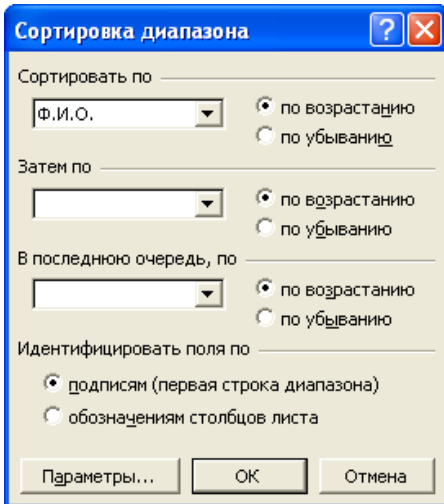 Сортировка диапазона
Сортировать по
Ф.И.О.
по возрастанию
по убыванию
Затем по
по возрастанию
по убыванию
В последнюю очередь, по
по возрастанию
по убыванию
Идентифицировать поля по
подписям (первая строка диапазона)
обозначениям столбцов листа
Параметры... ОК Отмена